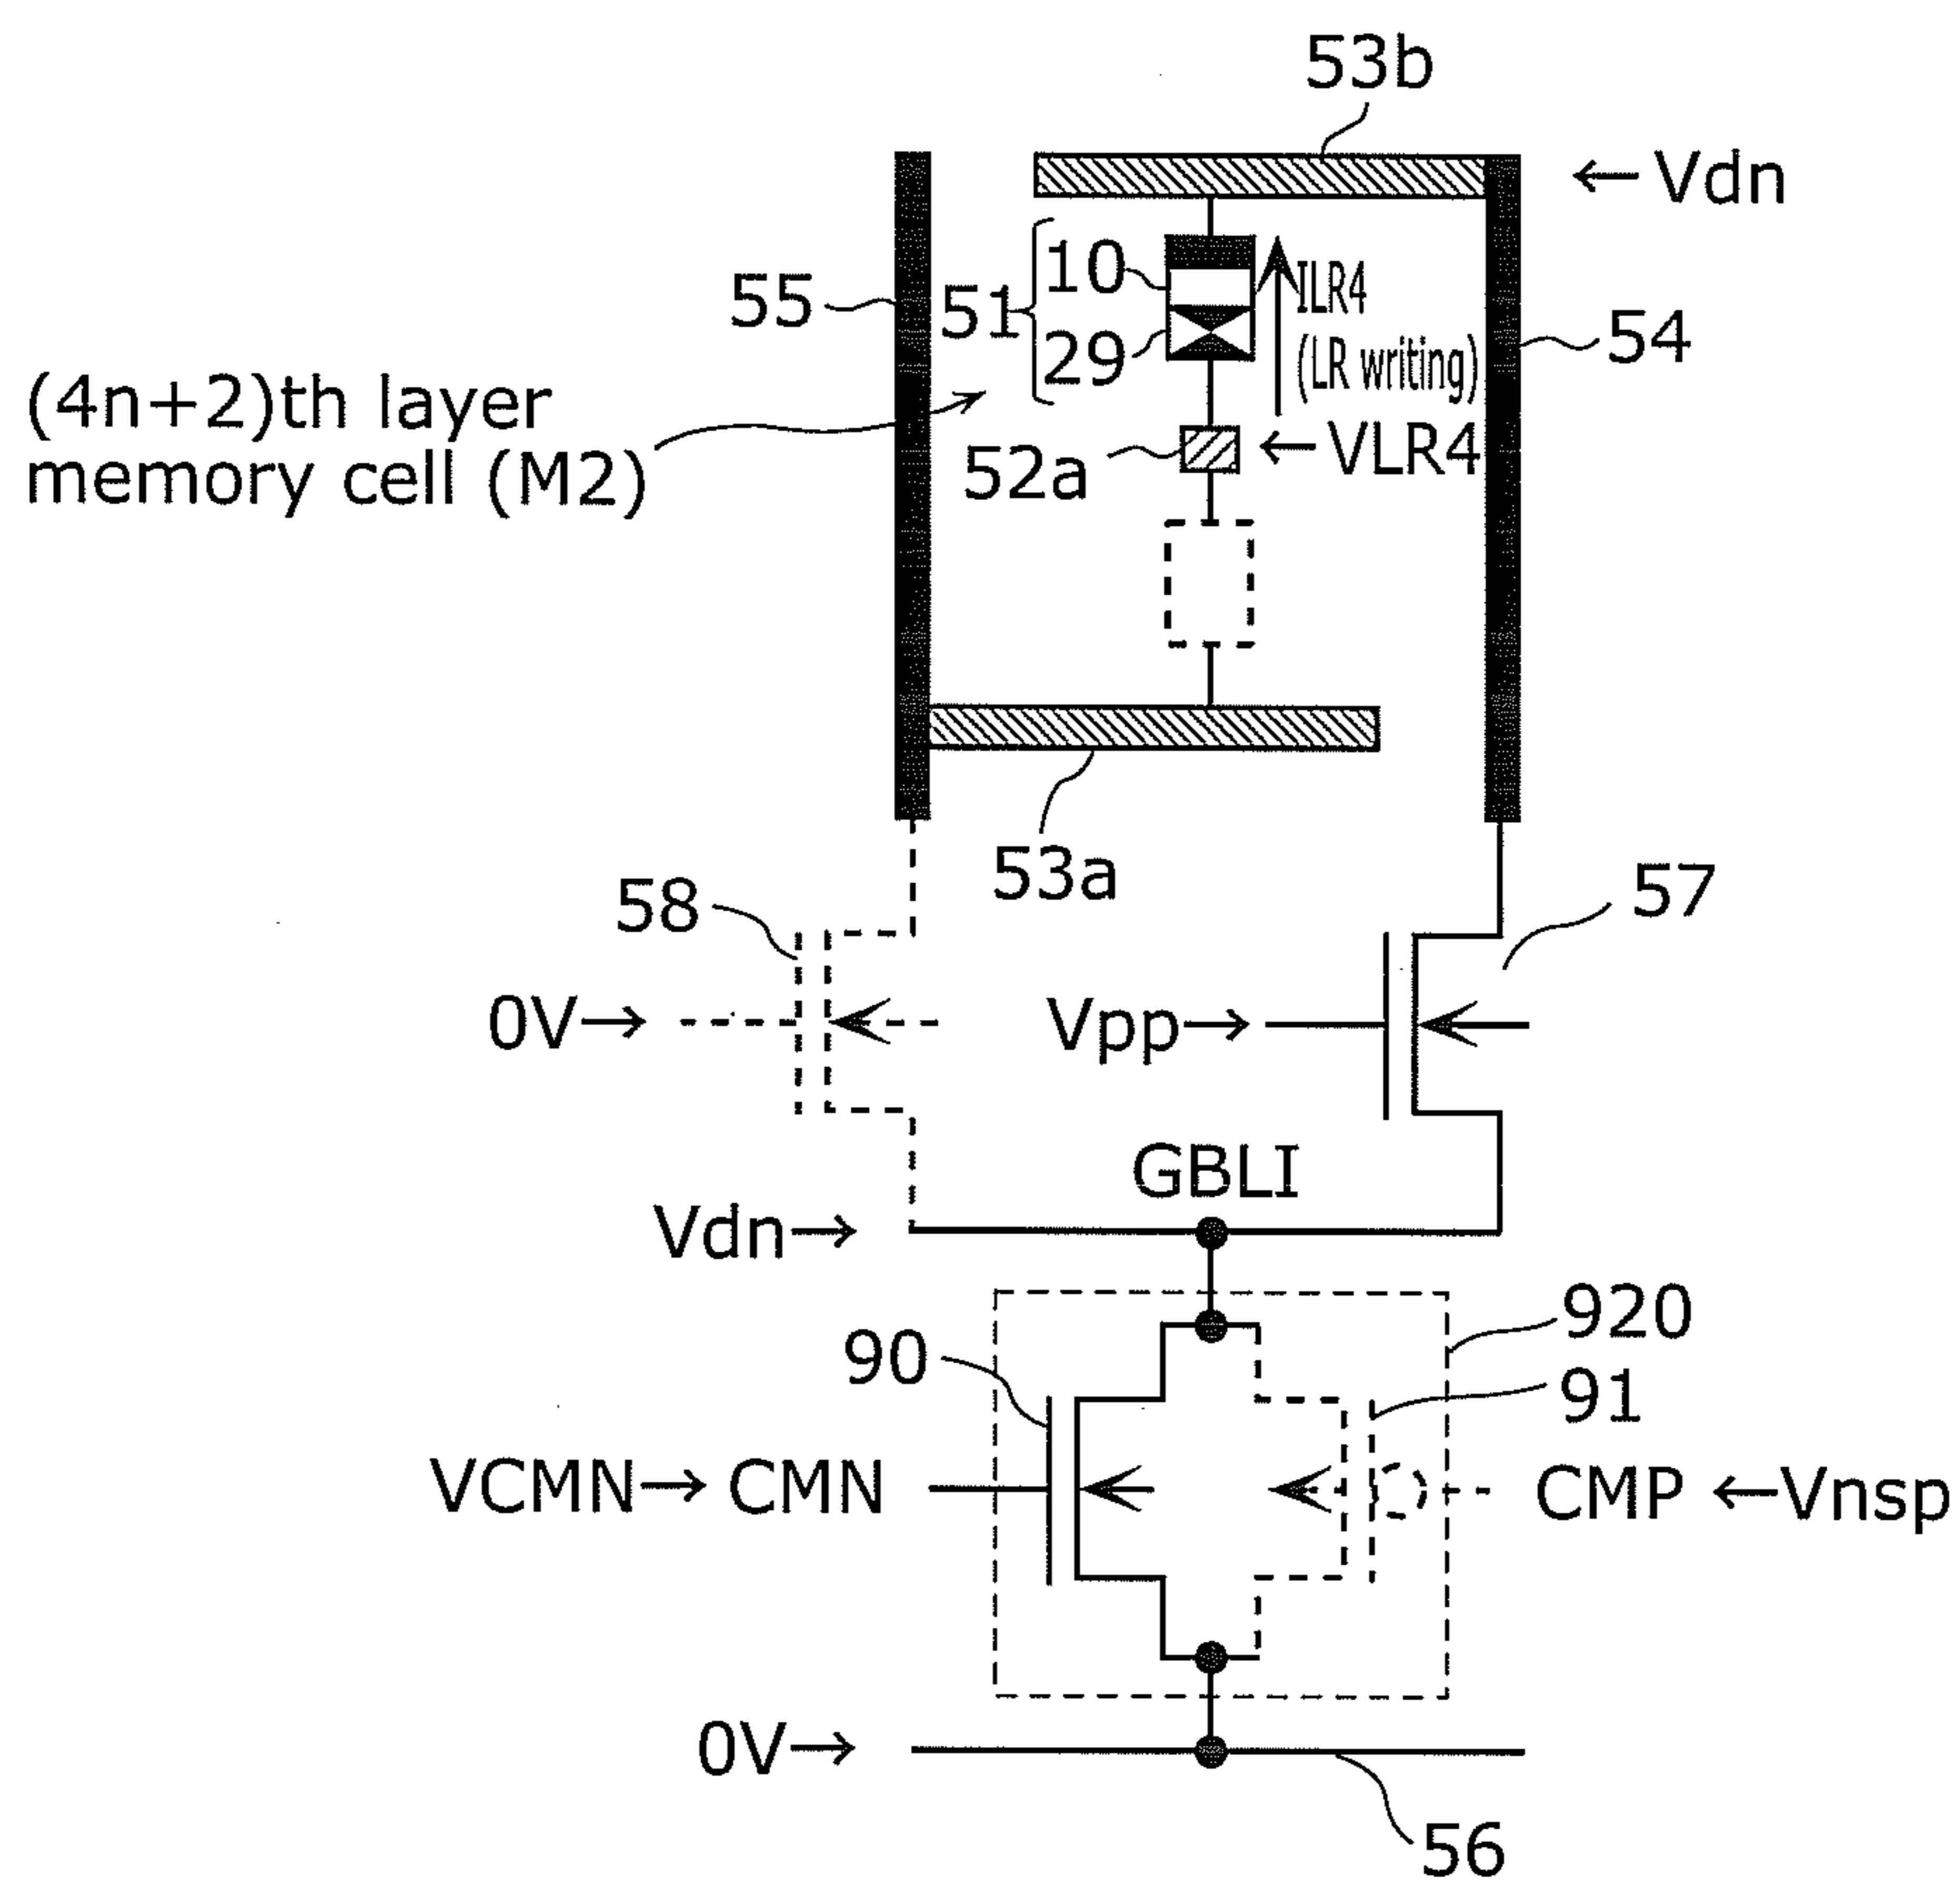 53b
←Vdn
10
ILR4
55
51
29
(LR writing)
54
(4n+2)th layer
memory cell (M2)
52a
←VLR4
53a
58
57
0V→
Vpp→
GBLI
Vdn→
920
90
91
VCMN→ CMN
CMP ←Vnsp
0V→
56